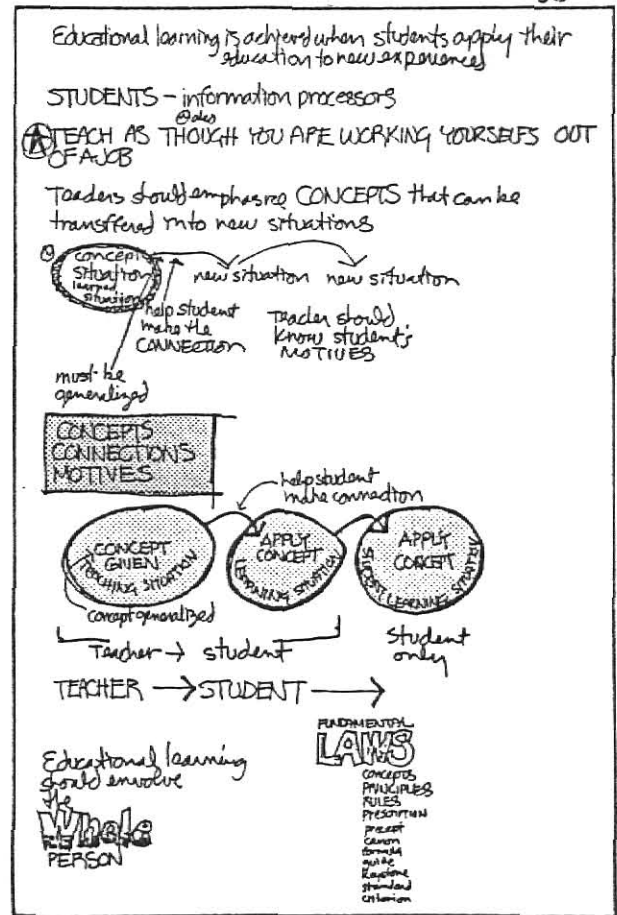 Educational learning is achieved when students apply their
education to new experiences
STUDENTS – information processors
TEACH AS THOUGH YOU ARE WORKING YOURSELFS OUT
OF A JOB
Teachers should emphasize CONCEPTS that can be
transffered into new situations
concept
situation
learned
situation
new situation
new situation
help student
make the
CONNECTION
Teacher should
know student's
MOTIVES
must be
generalized
CONCEPTS
CONNECTIONS
MOTIVES
help student
make connection
CONCEPT
GIVEN
TEACHING SITUATION
APPLY
CONCEPT
LEARNING SITUATION
APPLY
CONCEPT
STUDENT LEARNING SITUATION
concept generalized
Teacher → student
Student
only
TEACHER → STUDENT →
Educational learning
should envolve
the
Whole
PERSON
FUNDAMENTAL
LAWS
concepts
PRINCIPLES
RULES
PRESCRIPTION
precept
canon
formula
guide
Keystone
standard
criterion